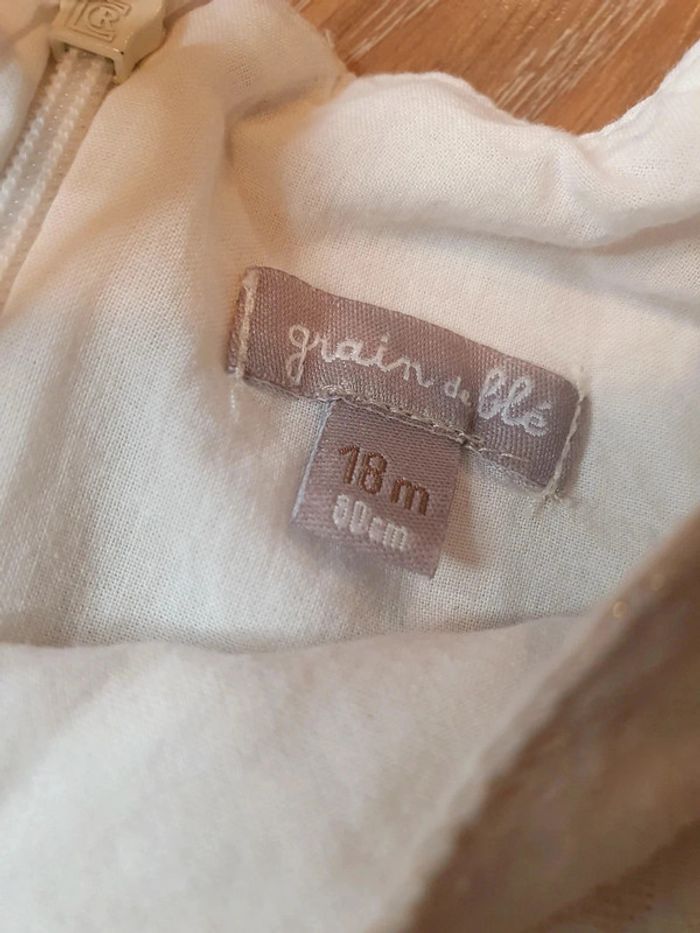 grain de blé
18 m
80cm